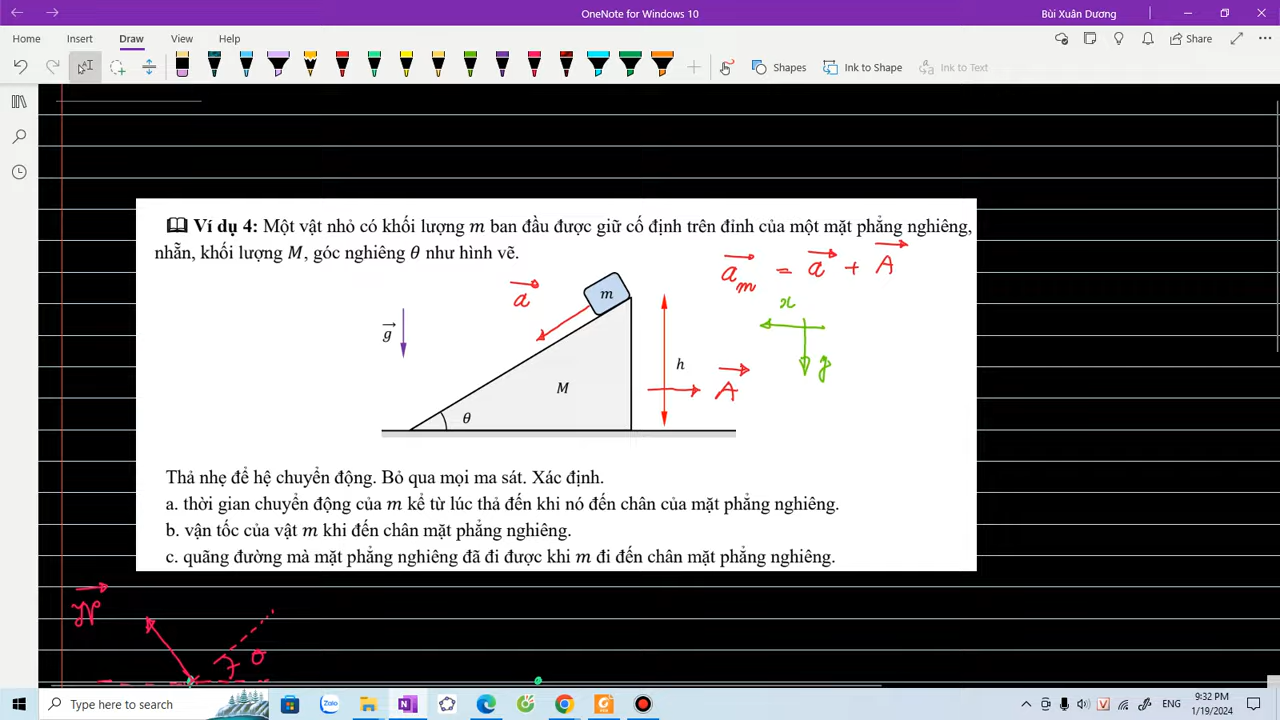 OneNote for Windows 10
Bùi Xuân Dương
Home Insert Draw View Help
Share
Shapes Ink to Shape Ink to Text
Ví dụ 4: Một vật nhỏ có khối lượng m ban đầu được giữ cố định trên đỉnh của một mặt phẳng nghiêng,
nhẵn, khối lượng M, góc nghiêng θ như hình vẽ.
a m = a + A
a
m
x
g
h
y
M
A
θ
Thả nhẹ để hệ chuyển động. Bỏ qua mọi ma sát. Xác định.
a. thời gian chuyển động của m kể từ lúc thả đến khi nó đến chân của mặt phẳng nghiêng.
b. vận tốc của vật m khi đến chân mặt phẳng nghiêng.
c. quãng đường mà mặt phẳng nghiêng đã đi được khi m đi đến chân mặt phẳng nghiêng.
N
Type here to search
Zalo
ENG
9:32 PM
1/19/2024